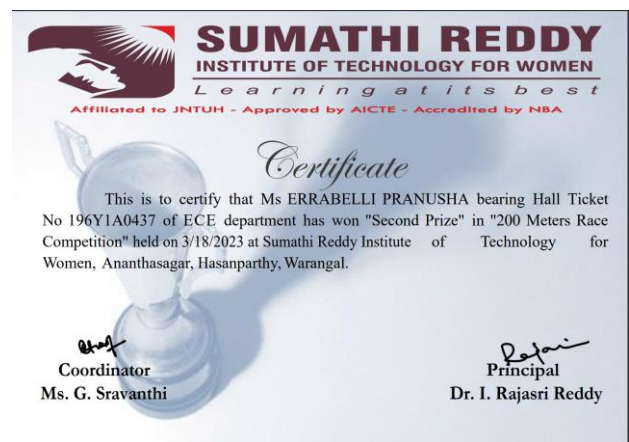 SUMATHI REDDY
INSTITUTE OF TECHNOLOGY FOR WOMEN
Learning at its best
Affiliated to JNTUH - Approved by AICTE - Accredited by NBA
Certificate
This is to certify that Ms ERRABELLI PRANUSHA bearing Hall Ticket
No 196Y1A0437 of ECE department has won "Second Prize" in "200 Meters Race
Competition" held on 3/18/2023 at Sumathi Reddy Institute of Technology for
Women, Ananthasagar, Hasanparthy, Warangal.
Coordinator
Ms. G. Sravanthi
Principal
Dr. I. Rajasri Reddy